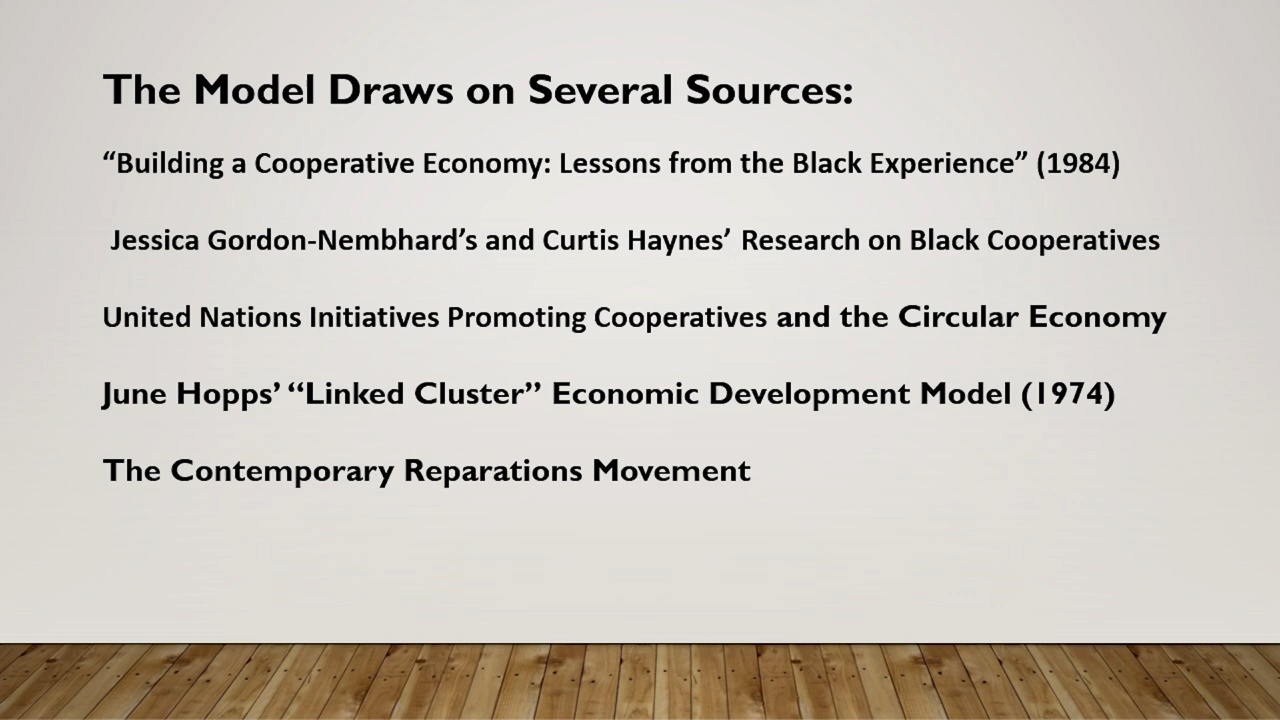 The Model Draws on Several Sources:
“Building a Cooperative Economy: Lessons from the Black Experience” (1984)
Jessica Gordon-Nembhard’s and Curtis Haynes’ Research on Black Cooperatives
United Nations Initiatives Promoting Cooperatives and the Circular Economy
June Hopps’ “Linked Cluster” Economic Development Model (1974)
The Contemporary Reparations Movement